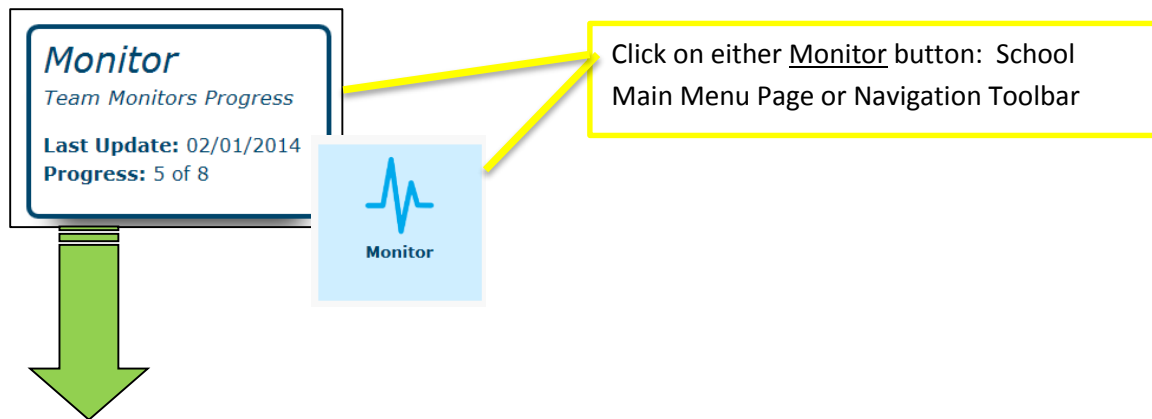 Monitor
Team Monitors Progress
Last Update: 02/01/2014
Progress: 5 of 8
Monitor
Click on either Monitor button:  School
Main Menu Page or Navigation Toolbar